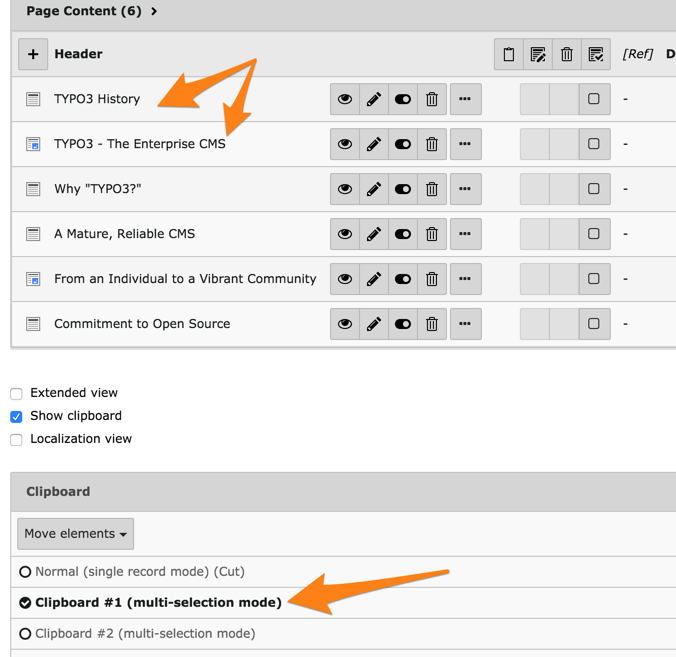 Page Content (6)
+ Header [Ref] D
TYPO3 History -
TYPO3 - The Enterprise CMS -
Why "TYPO3?" -
A Mature, Reliable CMS -
From an Individual to a Vibrant Community -
Commitment to Open Source -
Extended view
Show clipboard
Localization view
Clipboard
Move elements
Normal (single record mode) (Cut)
Clipboard #1 (multi-selection mode)
Clipboard #2 (multi-selection mode)